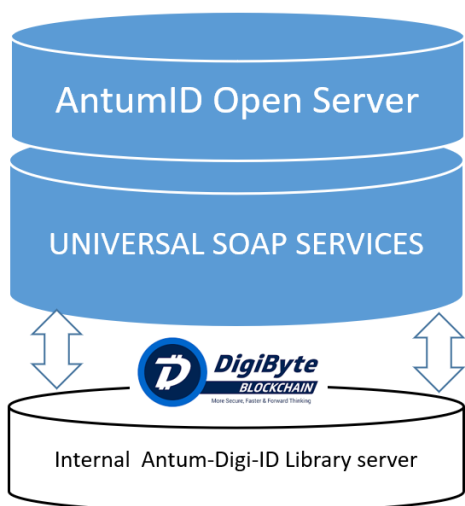 AntumID Open Server
UNIVERSAL SOAP SERVICES
DigiByte
BLOCKCHAIN
More Secure, Faster & Forward Thinking
Internal Antum-Digi-ID Library server